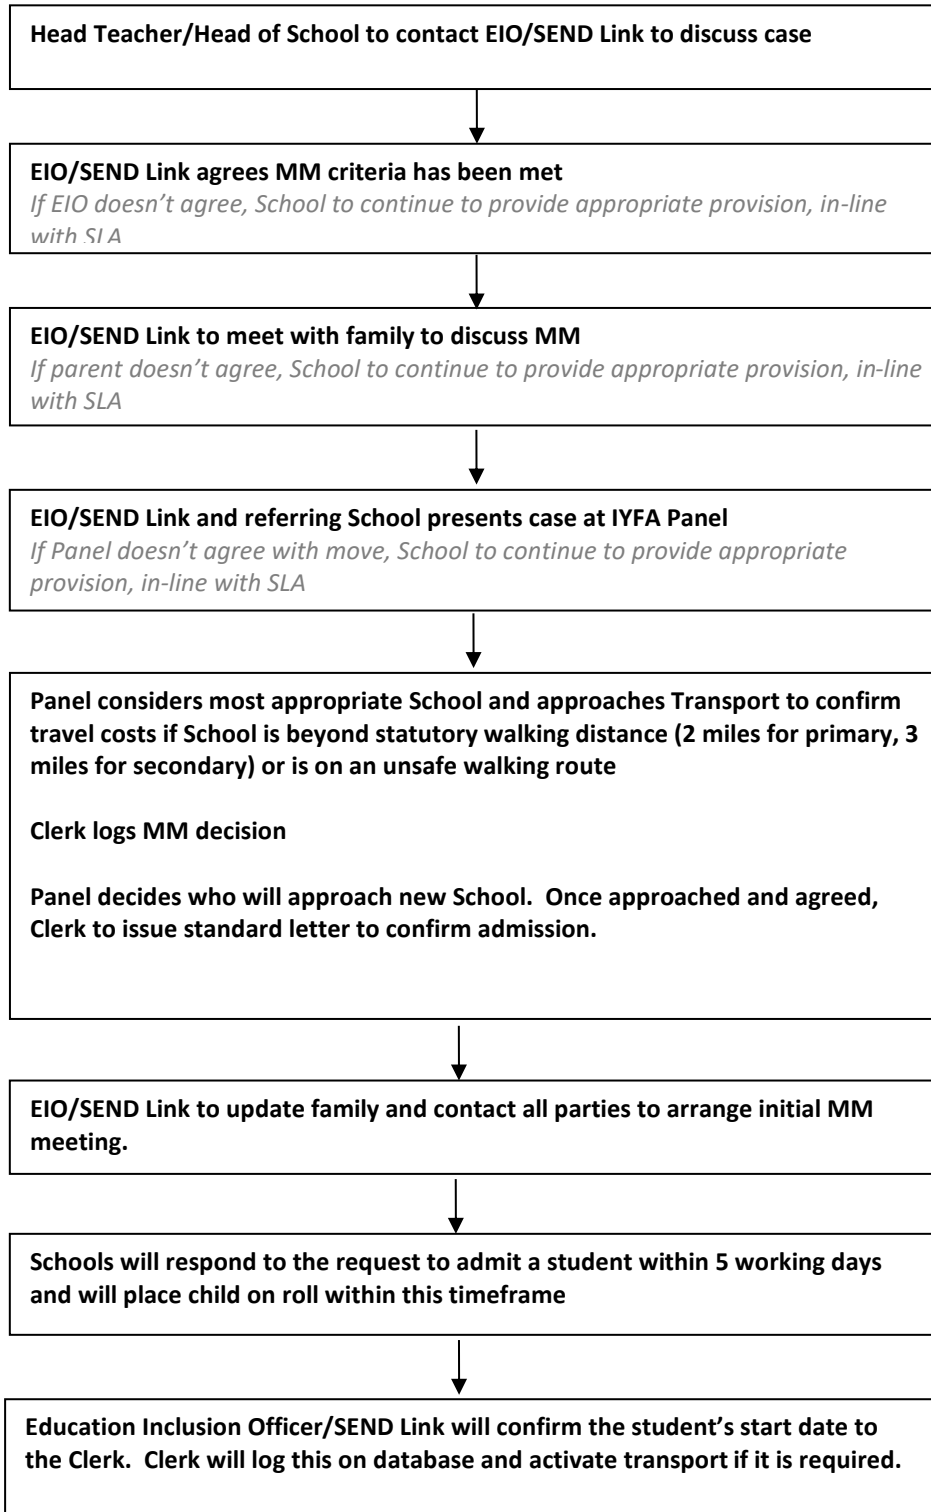 Head Teacher/Head of School to contact EIO/SEND Link to discuss case
EIO/SEND Link agrees MM criteria has been met
If EIO doesn’t agree, School to continue to provide appropriate provision, in-line
with SLA
EIO/SEND Link to meet with family to discuss MM
If parent doesn’t agree, School to continue to provide appropriate provision, in-line
with SLA
EIO/SEND Link and referring School presents case at IYFA Panel
If Panel doesn’t agree with move, School to continue to provide appropriate
provision, in-line with SLA
Panel considers most appropriate School and approaches Transport to confirm
travel costs if School is beyond statutory walking distance (2 miles for primary, 3
miles for secondary) or is on an unsafe walking route
Clerk logs MM decision
Panel decides who will approach new School.  Once approached and agreed,
Clerk to issue standard letter to confirm admission.
EIO/SEND Link to update family and contact all parties to arrange initial MM
meeting.
Schools will respond to the request to admit a student within 5 working days
and will place child on roll within this timeframe
Education Inclusion Officer/SEND Link will confirm the student’s start date to
the Clerk.  Clerk will log this on database and activate transport if it is required.